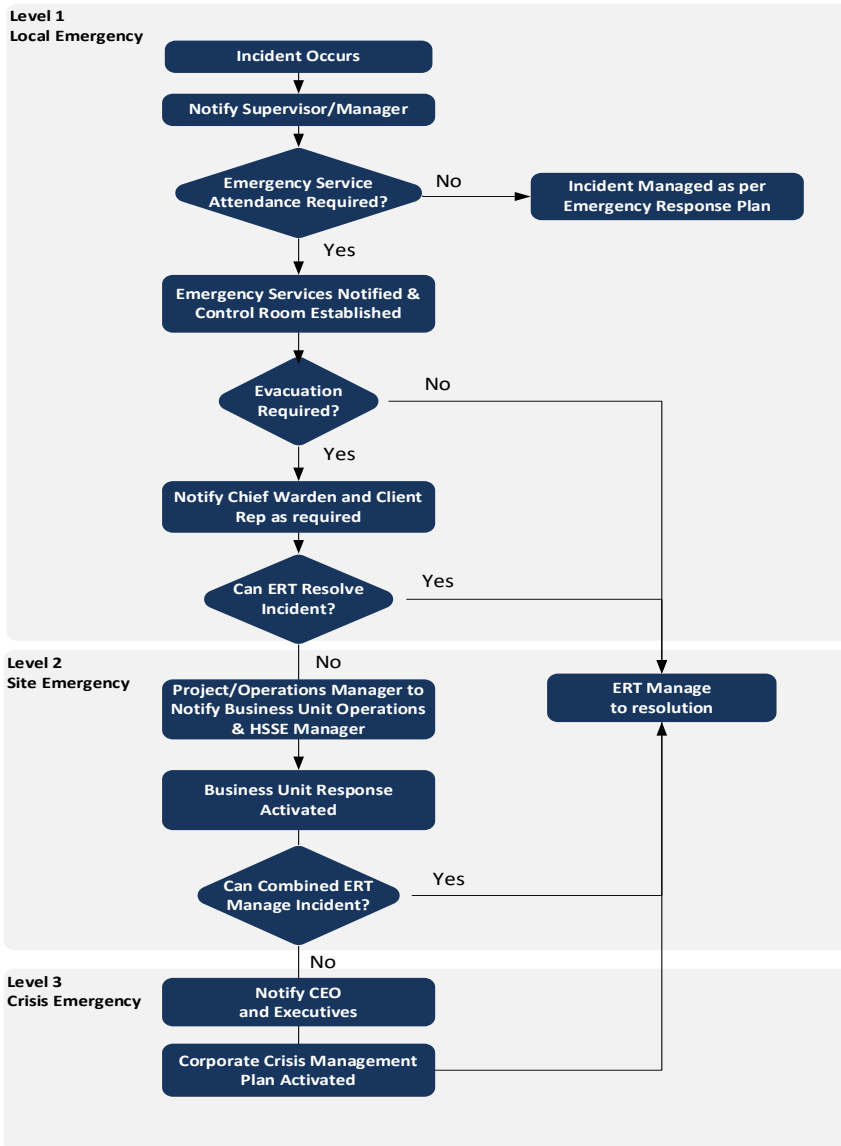 Level 1
Local Emergency
Incident Occurs
Notify Supervisor/Manager
Emergency Service
Attendance Required?
No
Incident Managed as per
Emergency Response Plan
Yes
Emergency Services Notified &
Control Room Established
Evacuation
Required?
No
Yes
Notify Chief Warden and Client
Rep as required
Can ERT Resolve
Incident?
Yes
No
Level 2
Site Emergency
Project/Operations Manager to
Notify Business Unit Operations
& HSSE Manager
ERT Manage
to resolution
Business Unit Response
Activated
Can Combined ERT
Manage Incident?
Yes
No
Level 3
Crisis Emergency
Notify CEO
and Executives
Corporate Crisis Management
Plan Activated